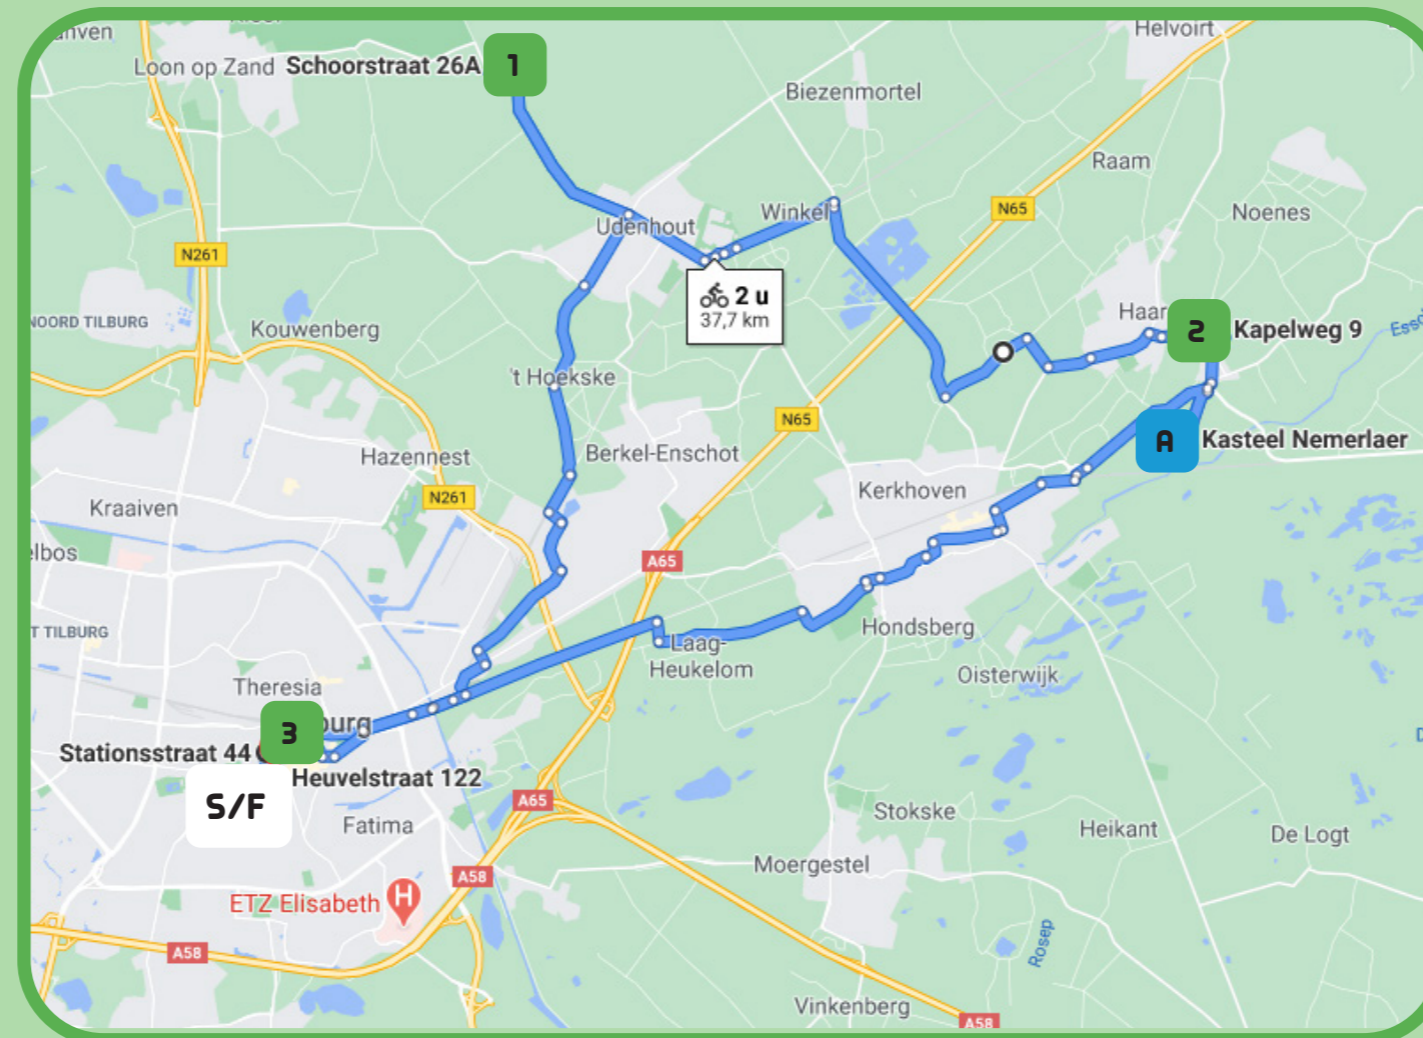 Helvoirt
Loon op Zand
Schoorstraat 26A
1
Biezenmortel
Raam
N65
Noenes
Winkel
Udenhout
N261
2 u
37,7 km
NOORD TILBURG
Kouwenberg
Haar
2
Kapelweg 9
't Hoekske
N65
A
Kasteel Nemerlaer
Berkel-Enschot
Hazennest
N261
Kerkhoven
Kraaiven
elbos
A65
T TILBURG
Hondsberg
Laag-
Heukelom
Oisterwijk
Theresia
3
burg
Stationsstraat 44
Heuvelstraat 122
S/F
A65
Fatima
Stokske
Heikant
De Logt
Moergestel
A58
ETZ Elisabeth
H
A58
Rosep
Vinkenberg
A58